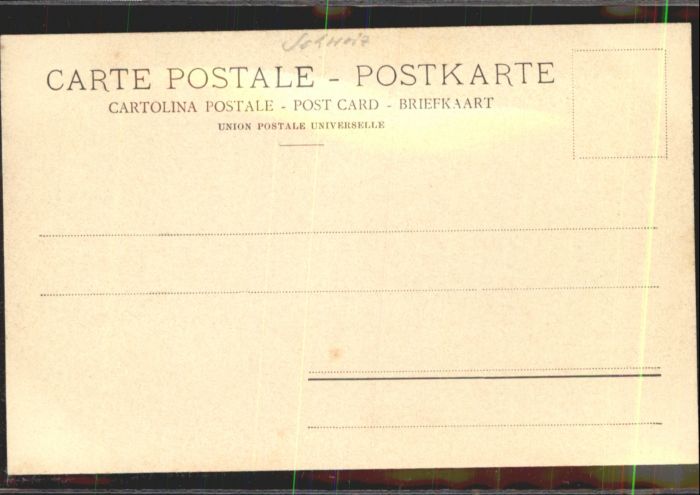 Schweiz
CARTE POSTALE - POSTKARTE
CARTOLINA POSTALE - POST CARD - BRIEFKAART
UNION POSTALE UNIVERSELLE